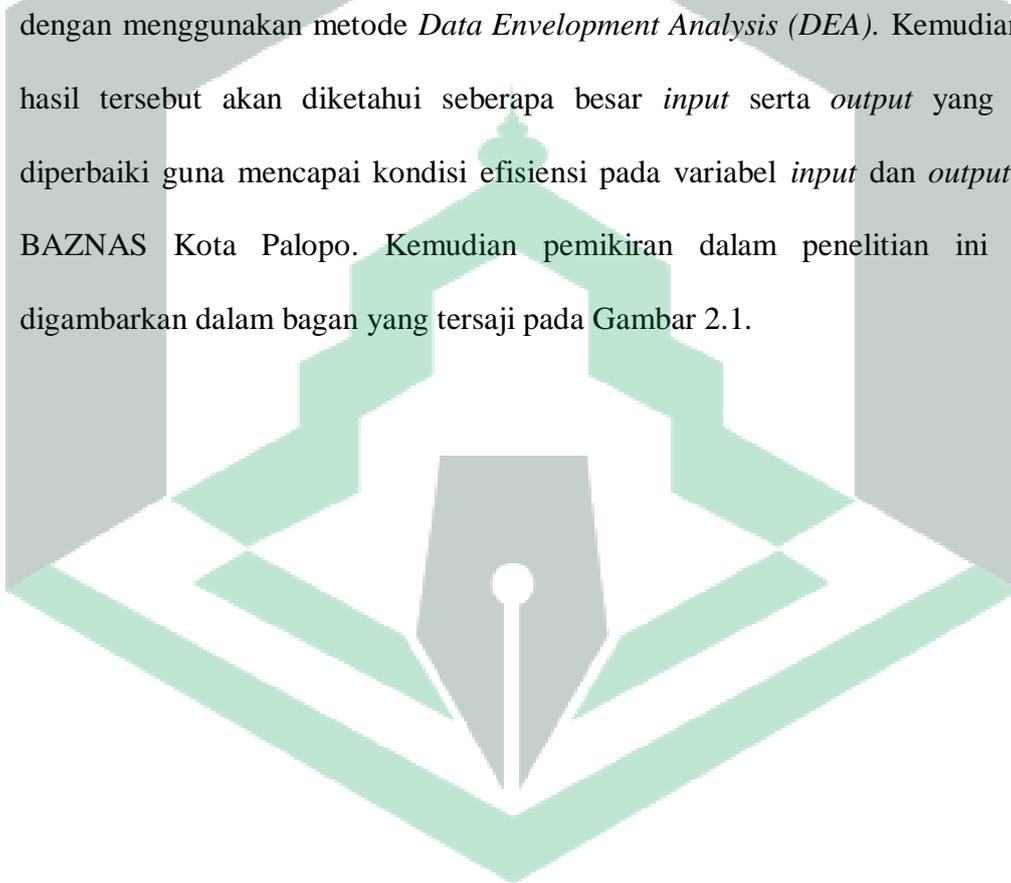 dengan menggunakan metode Data Envelopment Analysis (DEA). Kemudian
hasil tersebut akan diketahui seberapa besar input serta output yang
diperbaiki guna mencapai kondisi efisiensi pada variabel input dan output
BAZNAS Kota Palopo. Kemudian pemikiran dalam penelitian ini
digambarkan dalam bagan yang tersaji pada Gambar 2.1.